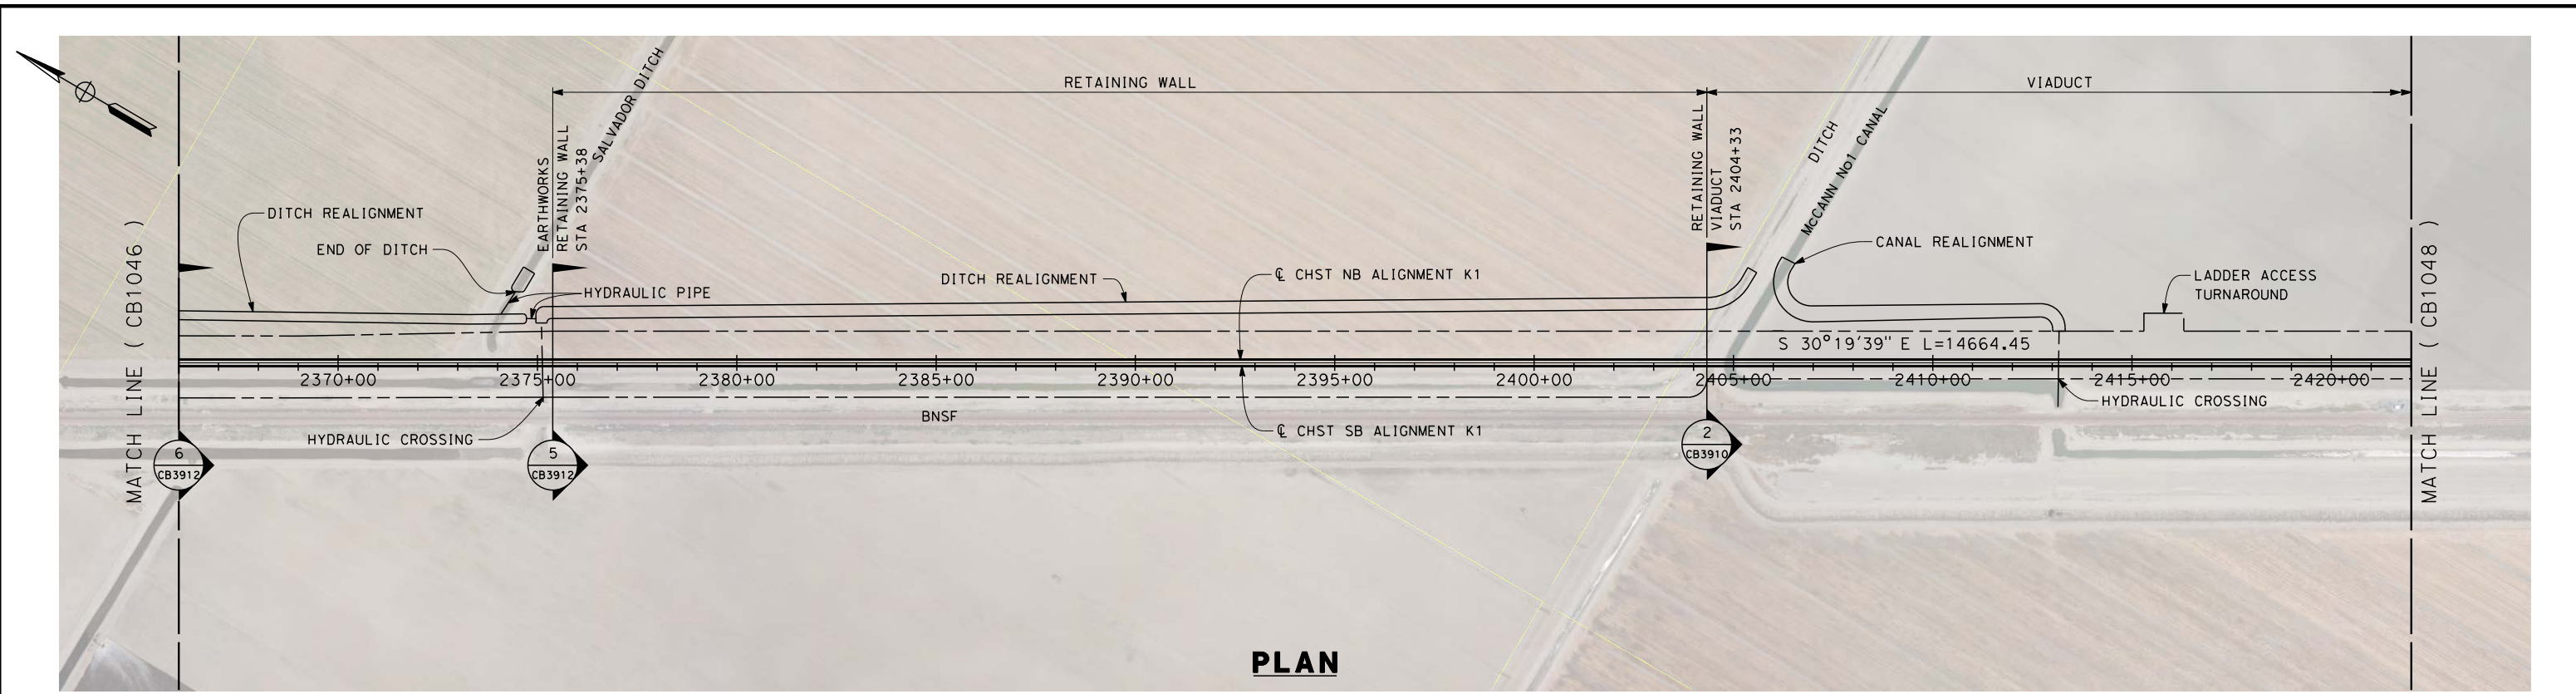 RETAINING WALL
VIADUCT
SALVADOR DITCH
EARTHWORKS
RETAINING WALL
STA 2375+38
RETAINING WALL
VIADUCT
STA 2404+33
DITCH
McCANN No1 CANAL
DITCH REALIGNMENT
END OF DITCH
HYDRAULIC PIPE
DITCH REALIGNMENT
℄ CHST NB ALIGNMENT K1
CANAL REALIGNMENT
LADDER ACCESS
TURNAROUND
MATCH LINE ( CB1046 )
MATCH LINE ( CB1048 )
S 30°19'39" E L=14664.45
2370+00 2375+00 2380+00 2385+00 2390+00 2395+00 2400+00 2405+00 2410+00 2415+00 2420+00
HYDRAULIC CROSSING
BNSF
HYDRAULIC CROSSING
℄ CHST SB ALIGNMENT K1
6
CB3912
5
CB3912
2
CB3910
PLAN